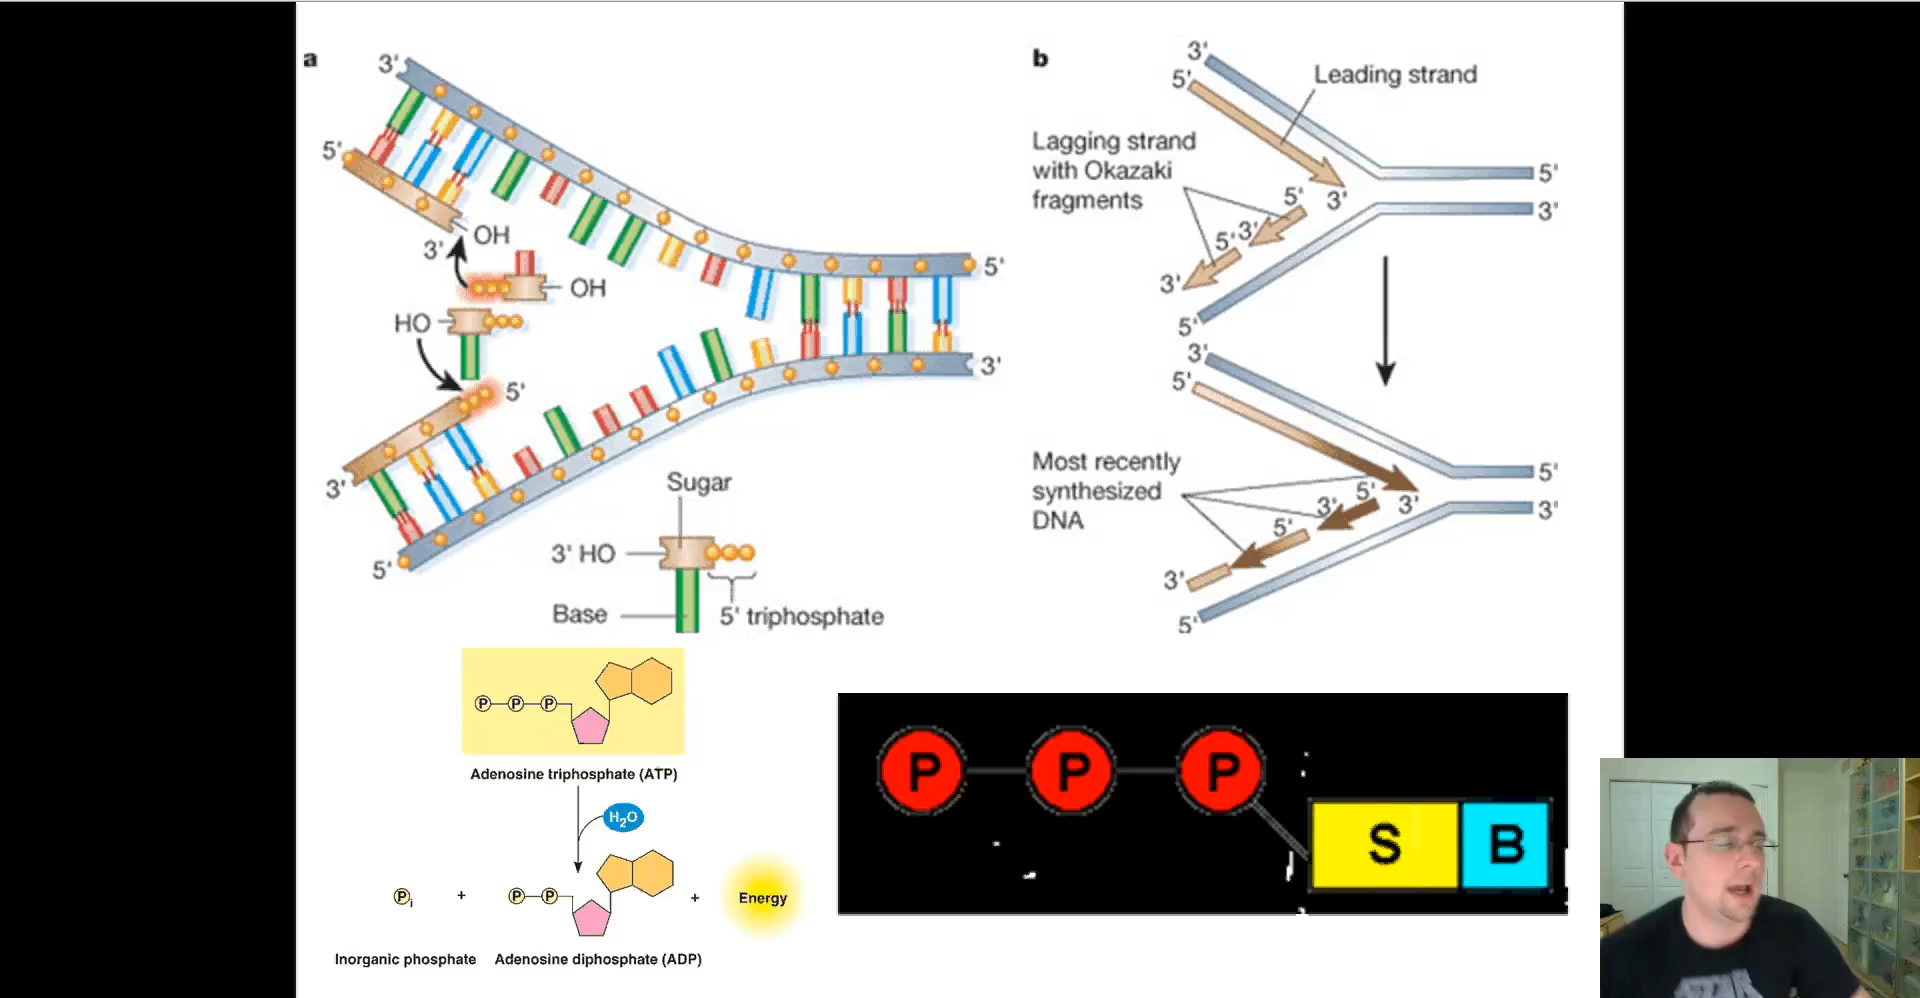 a
3'
5'
OH
3'
OH
HO
5'
3'
5'
5'
3'
Sugar
3' HO
Base
5' triphosphate
b
3'
5'
Leading strand
Lagging strand
with Okazaki
fragments
5'
3'
5'
3'
5'
3'
5'
3'
5'
3'
5'
Most recently
synthesized
DNA
5'
3'
5'
3'
3'
5'
5'
3'
P P P
Adenosine triphosphate (ATP)
H₂O
Pi + P P + Energy
Inorganic phosphate Adenosine diphosphate (ADP)
P P P
S B